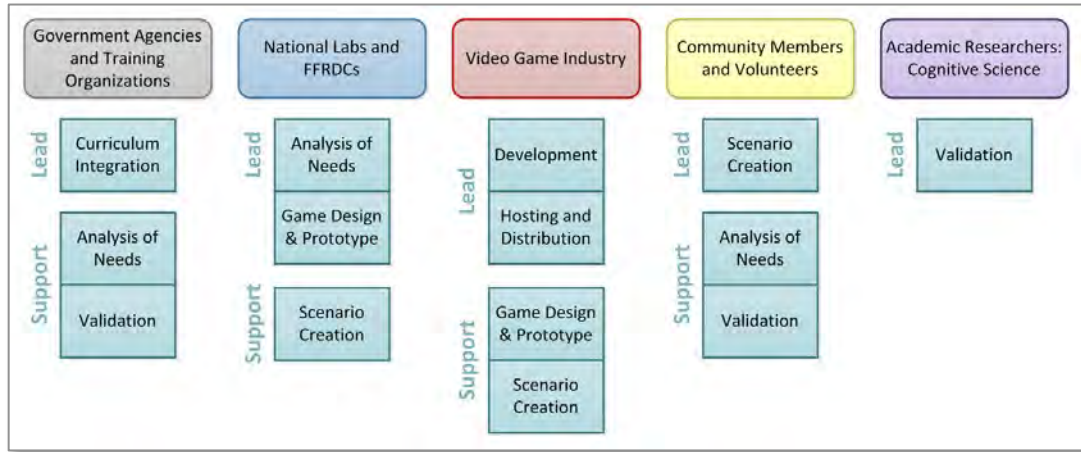 Government Agencies
and Training
Organizations
National Labs and
FFRDCs
Video Game Industry
Community Members
and Volunteers
Academic Researchers:
Cognitive Science
Lead
Curriculum
Integration
Support
Analysis of
Needs
Validation
Lead
Analysis of
Needs
Game Design
& Prototype
Support
Scenario
Creation
Lead
Development
Hosting and
Distribution
Support
Game Design
& Prototype
Scenario
Creation
Lead
Scenario
Creation
Support
Analysis of
Needs
Validation
Lead
Validation